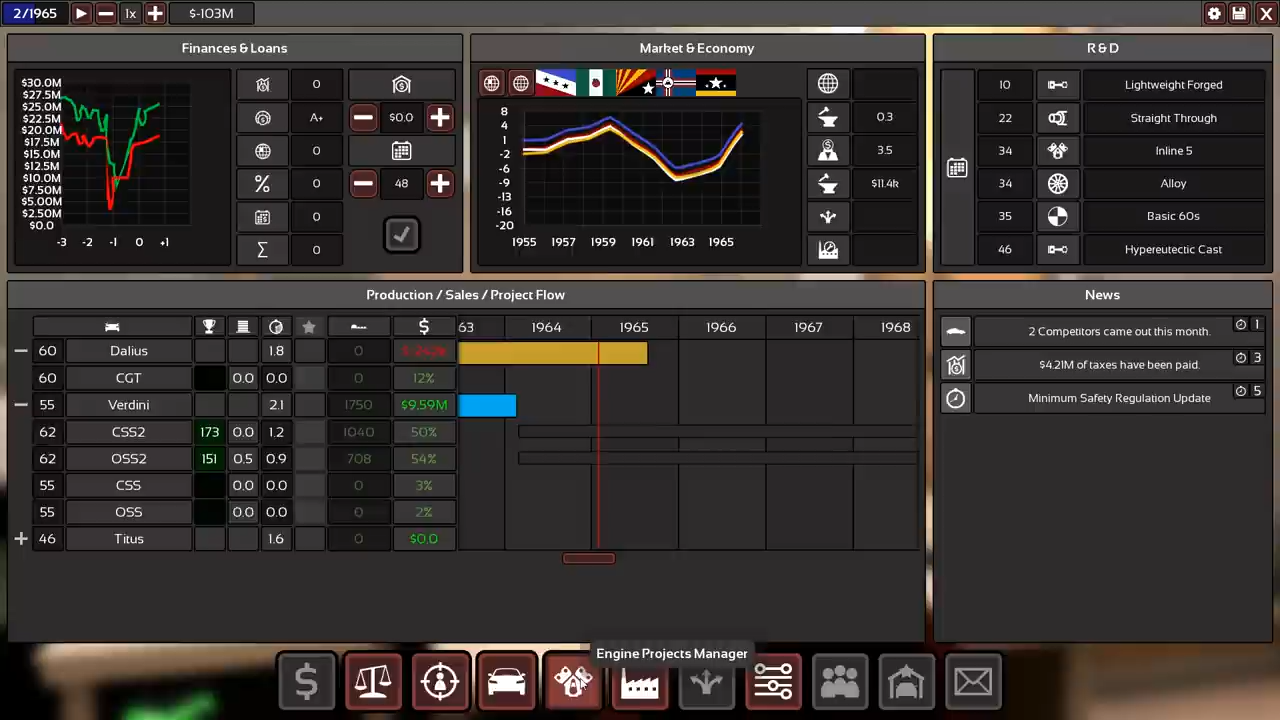 2/1965 1x $-103M
Finances & Loans
$30.0M
$27.5M
$25.0M
$22.5M
$20.0M
$17.5M
$15.0M
$12.5M
$10.0M
$7.50M
$5.00M
$2.50M
$0.0
-3 -2 -1 0 +1
0
A+ $0.0
0
% 0 48
0
Σ 0
Market & Economy
8
4
1
-2
-6
-9
-13
-16
-20
1955 1957 1959 1961 1963 1965
0.3
3.5
$11.4k
R & D
10 Lightweight Forged
22 Straight Through
34 Inline 5
34 Alloy
35 Basic 60s
46 Hypereutectic Cast
Production / Sales / Project Flow
$ 63 1964 1965 1966 1967 1968
60 Dalius 1.8 0
60 CGT 0.0 0.0 0 12%
55 Verdini 2.1 1750 $9.59M
62 CSS2 173 0.0 1.2 1040 50%
62 OSS2 151 0.5 0.9 708 54%
55 CSS 0.0 0.0 0 3%
55 OSS 0.0 0.0 0 2%
46 Titus 1.6 0 $0.0
News
2 Competitors came out this month. 1
$4.21M of taxes have been paid. 3
Minimum Safety Regulation Update 5
Engine Projects Manager
$